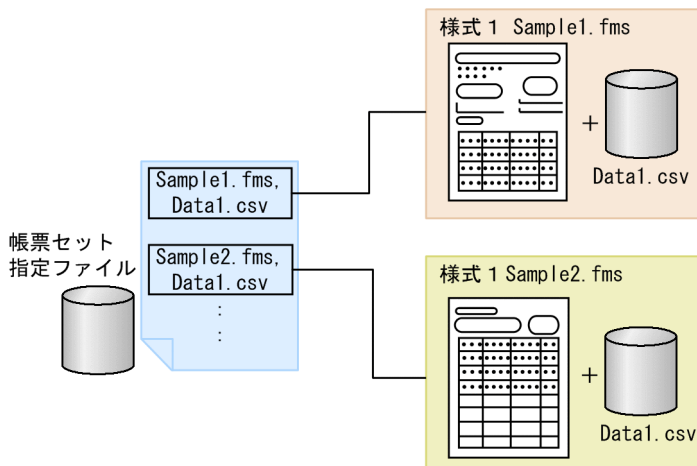 様式１ Sample1.fms
+
Data1.csv
Sample1.fms,
Data1.csv
帳票セット
指定ファイル
Sample2.fms,
Data1.csv
:
:
様式１ Sample2.fms
+
Data1.csv